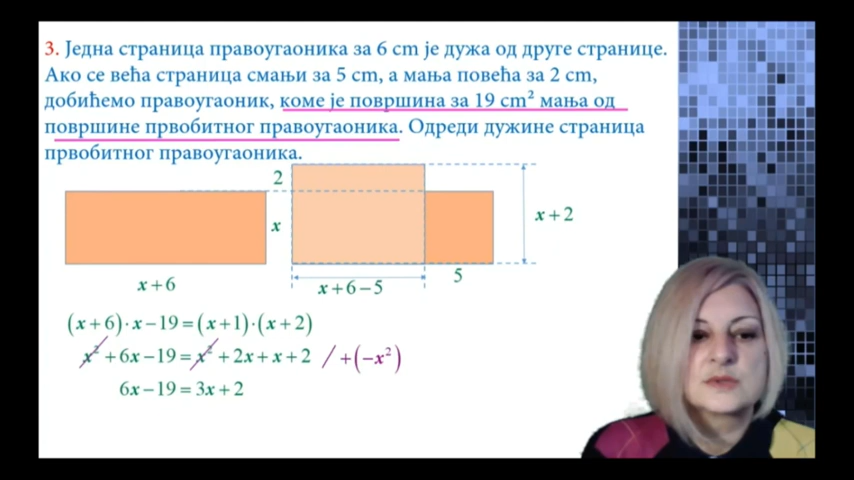 3. Једна страница правоугаоника за 6 cm је дужа од друге странице.
Ако се већа страница смањи за 5 cm, а мања повећа за 2 cm,
добићемо правоугаоник, коме је површина за 19 cm² мања од
површине првобитног правоугаоника. Одреди дужине страница
првобитног правоугаоника.
2
x
x+2
x+6
x+6−5
5
(x+6)·x−19=(x+1)·(x+2)
x²+6x−19=x²+2x+x+2 /+(−x²)
6x−19=3x+2